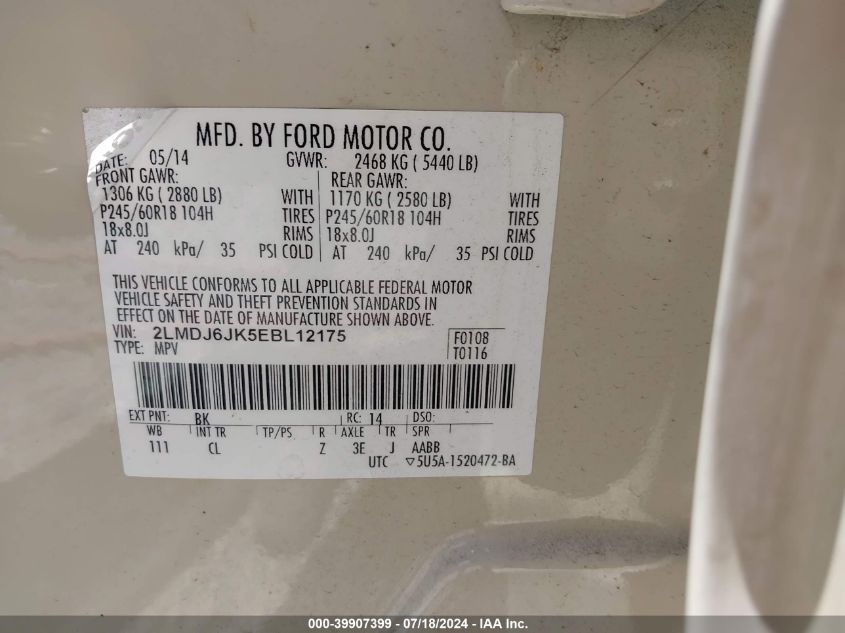 MFD. BY FORD MOTOR CO.
DATE: 05/14 GVWR: 2468 KG ( 5440 LB)
FRONT GAWR: REAR GAWR:
1306 KG ( 2880 LB) WITH 1170 KG ( 2580 LB) WITH
P245/60R18 104H TIRES P245/60R18 104H TIRES
18x8.0J RIMS 18x8.0J RIMS
AT 240 kPa/ 35 PSI COLD AT 240 kPa/ 35 PSI COLD
THIS VEHICLE CONFORMS TO ALL APPLICABLE FEDERAL MOTOR
VEHICLE SAFETY AND THEFT PREVENTION STANDARDS IN
EFFECT ON THE DATE OF MANUFACTURE SHOWN ABOVE.
VIN: 2LMDJ6JK5EBL12175 F0108
TYPE: MPV T0116
EXT PNT: BK RC: 14 DSO:
WB INT TR TP/PS R AXLE TR SPR
111 CL Z 3E J AABB
UTC ▽5U5A-1520472-BA
000-39907399 - 07/18/2024 - IAA Inc.